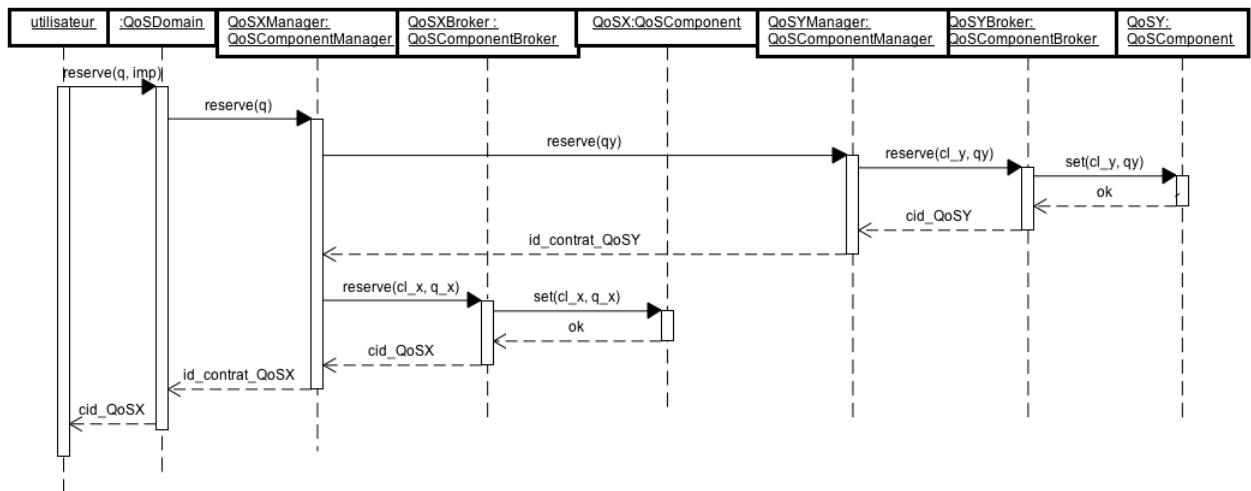 utilisateur
:QoSDomain
QoSXManager:
QoSComponentManager
QoSXBroker :
QoSComponentBroker
QoSX:QoSComponent
QoSYManager:
QoSComponentManager
QoSYBroker:
QoSComponentBroker
QoSY:
QoSComponent
reserve(q, imp)
reserve(q)
reserve(qy)
reserve(cl_y, qy)
set(cl_y, qy)
ok
cid_QoSY
id_contrat_QoSY
reserve(cl_x, q_x)
set(cl_x, q_x)
ok
cid_QoSX
id_contrat_QoSX
cid_QoSX